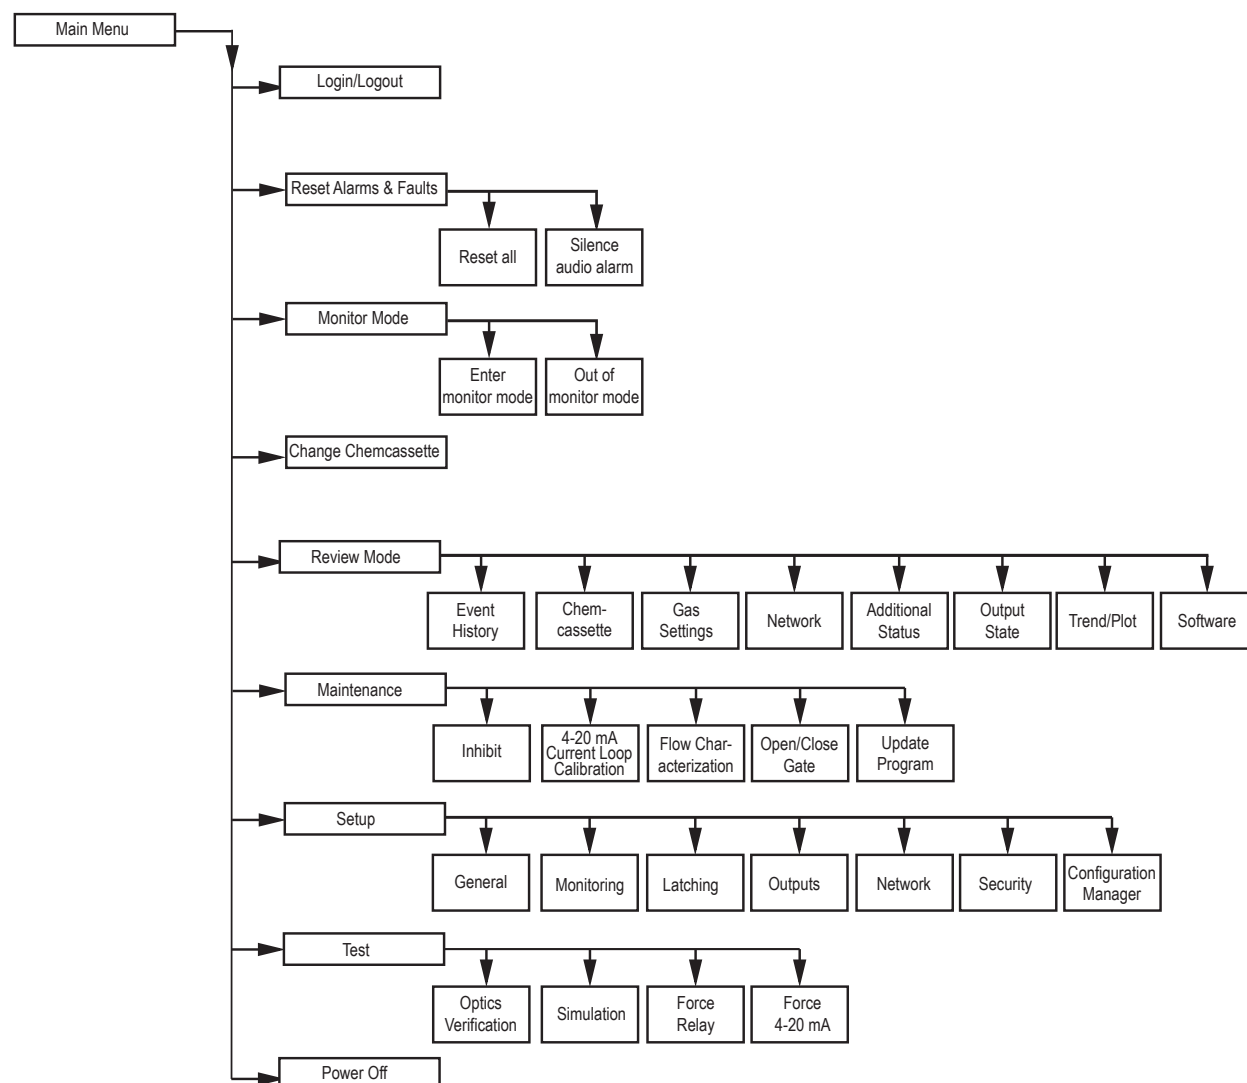 Main Menu
Login/Logout
Reset Alarms & Faults
Reset all
Silence
audio alarm
Monitor Mode
Enter
monitor mode
Out of
monitor mode
Change Chemcassette
Review Mode
Event
History
Chem-
cassette
Gas
Settings
Network
Additional
Status
Output
State
Trend/Plot
Software
Maintenance
Inhibit
4-20 mA
Current Loop
Calibration
Flow Char-
acterization
Open/Close
Gate
Update
Program
Setup
General
Monitoring
Latching
Outputs
Network
Security
Configuration
Manager
Test
Optics
Verification
Simulation
Force
Relay
Force
4-20 mA
Power Off